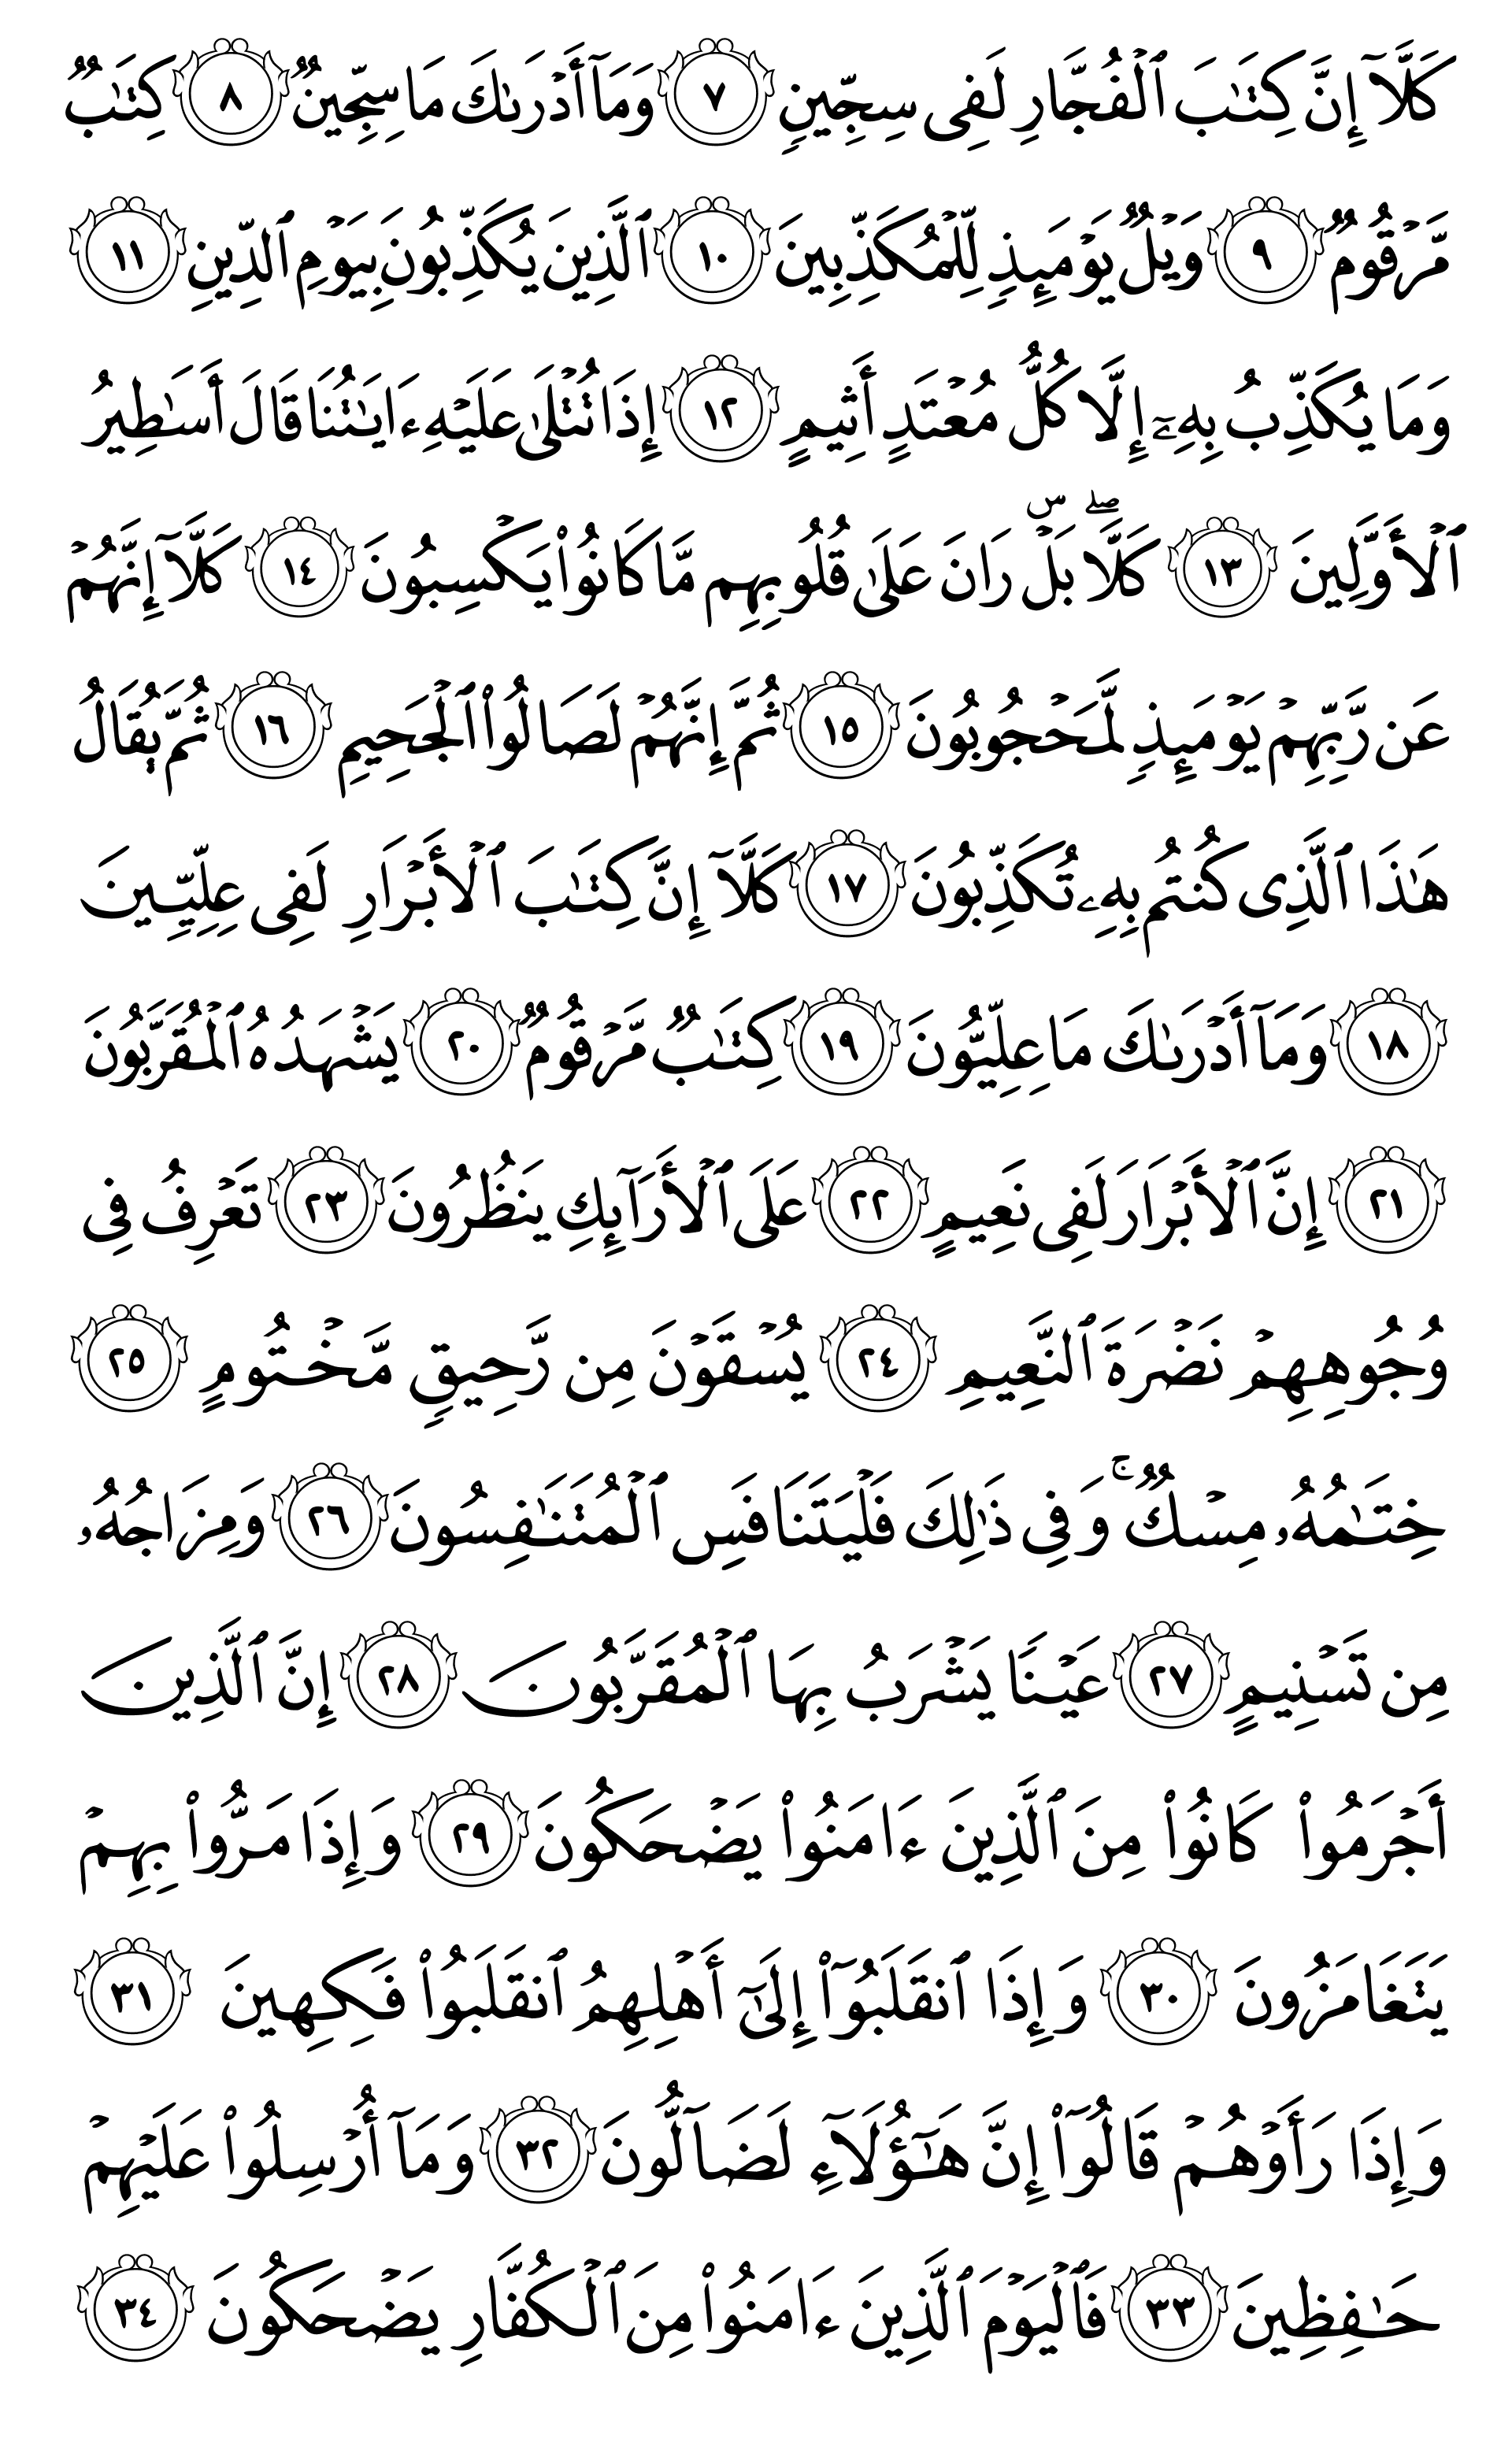 كَلَّآ إِنَّ كِتَٰبَ ٱلْفُجَّارِ لَفِى سِجِّينٍ ٧ وَمَآ أَدْرَىٰكَ مَا سِجِّينٌ ٨ كِتَٰبٌ
مَّرْقُومٌ ٩ وَيْلٌ يَوْمَئِذٍ لِّلْمُكَذِّبِينَ ١٠ ٱلَّذِينَ يُكَذِّبُونَ بِيَوْمِ ٱلدِّينِ ١١
وَمَا يُكَذِّبُ بِهِۦٓ إِلَّا كُلُّ مُعْتَدٍ أَثِيمٍ ١٢ إِذَا تُتْلَىٰ عَلَيْهِ ءَايَٰتُنَا قَالَ أَسَٰطِيرُ
ٱلْأَوَّلِينَ ١٣ كَلَّاۖ بَلْۜ رَانَ عَلَىٰ قُلُوبِهِم مَّا كَانُوا۟ يَكْسِبُونَ ١٤ كَلَّآ إِنَّهُمْ
عَن رَّبِّهِمْ يَوْمَئِذٍ لَّمَحْجُوبُونَ ١٥ ثُمَّ إِنَّهُمْ لَصَالُوا۟ ٱلْجَحِيمِ ١٦ ثُمَّ يُقَالُ
هَٰذَا ٱلَّذِى كُنتُم بِهِۦ تُكَذِّبُونَ ١٧ كَلَّآ إِنَّ كِتَٰبَ ٱلْأَبْرَارِ لَفِى عِلِّيِّينَ
١٨ وَمَآ أَدْرَىٰكَ مَا عِلِّيُّونَ ١٩ كِتَٰبٌ مَّرْقُومٌ ٢٠ يَشْهَدُهُ ٱلْمُقَرَّبُونَ
٢١ إِنَّ ٱلْأَبْرَارَ لَفِى نَعِيمٍ ٢٢ عَلَى ٱلْأَرَآئِكِ يَنظُرُونَ ٢٣ تَعْرِفُ فِى
وُجُوهِهِمْ نَضْرَةَ ٱلنَّعِيمِ ٢٤ يُسْقَوْنَ مِن رَّحِيقٍ مَّخْتُومٍ ٢٥
خِتَٰمُهُۥ مِسْكٌۚ وَفِى ذَٰلِكَ فَلْيَتَنَافَسِ ٱلْمُتَنَٰفِسُونَ ٢٦ وَمِزَاجُهُۥ
مِن تَسْنِيمٍ ٢٧ عَيْنًا يَشْرَبُ بِهَا ٱلْمُقَرَّبُونَ ٢٨ إِنَّ ٱلَّذِينَ
أَجْرَمُوا۟ كَانُوا۟ مِنَ ٱلَّذِينَ ءَامَنُوا۟ يَضْحَكُونَ ٢٩ وَإِذَا مَرُّوا۟ بِهِمْ
يَتَغَامَزُونَ ٣٠ وَإِذَا ٱنقَلَبُوٓا۟ إِلَىٰٓ أَهْلِهِمُ ٱنقَلَبُوا۟ فَكِهِينَ ٣١
وَإِذَا رَأَوْهُمْ قَالُوٓا۟ إِنَّ هَٰٓؤُلَآءِ لَضَآلُّونَ ٣٢ وَمَآ أُرْسِلُوا۟ عَلَيْهِمْ
حَٰفِظِينَ ٣٣ فَٱلْيَوْمَ ٱلَّذِينَ ءَامَنُوا۟ مِنَ ٱلْكُفَّارِ يَضْحَكُونَ ٣٤